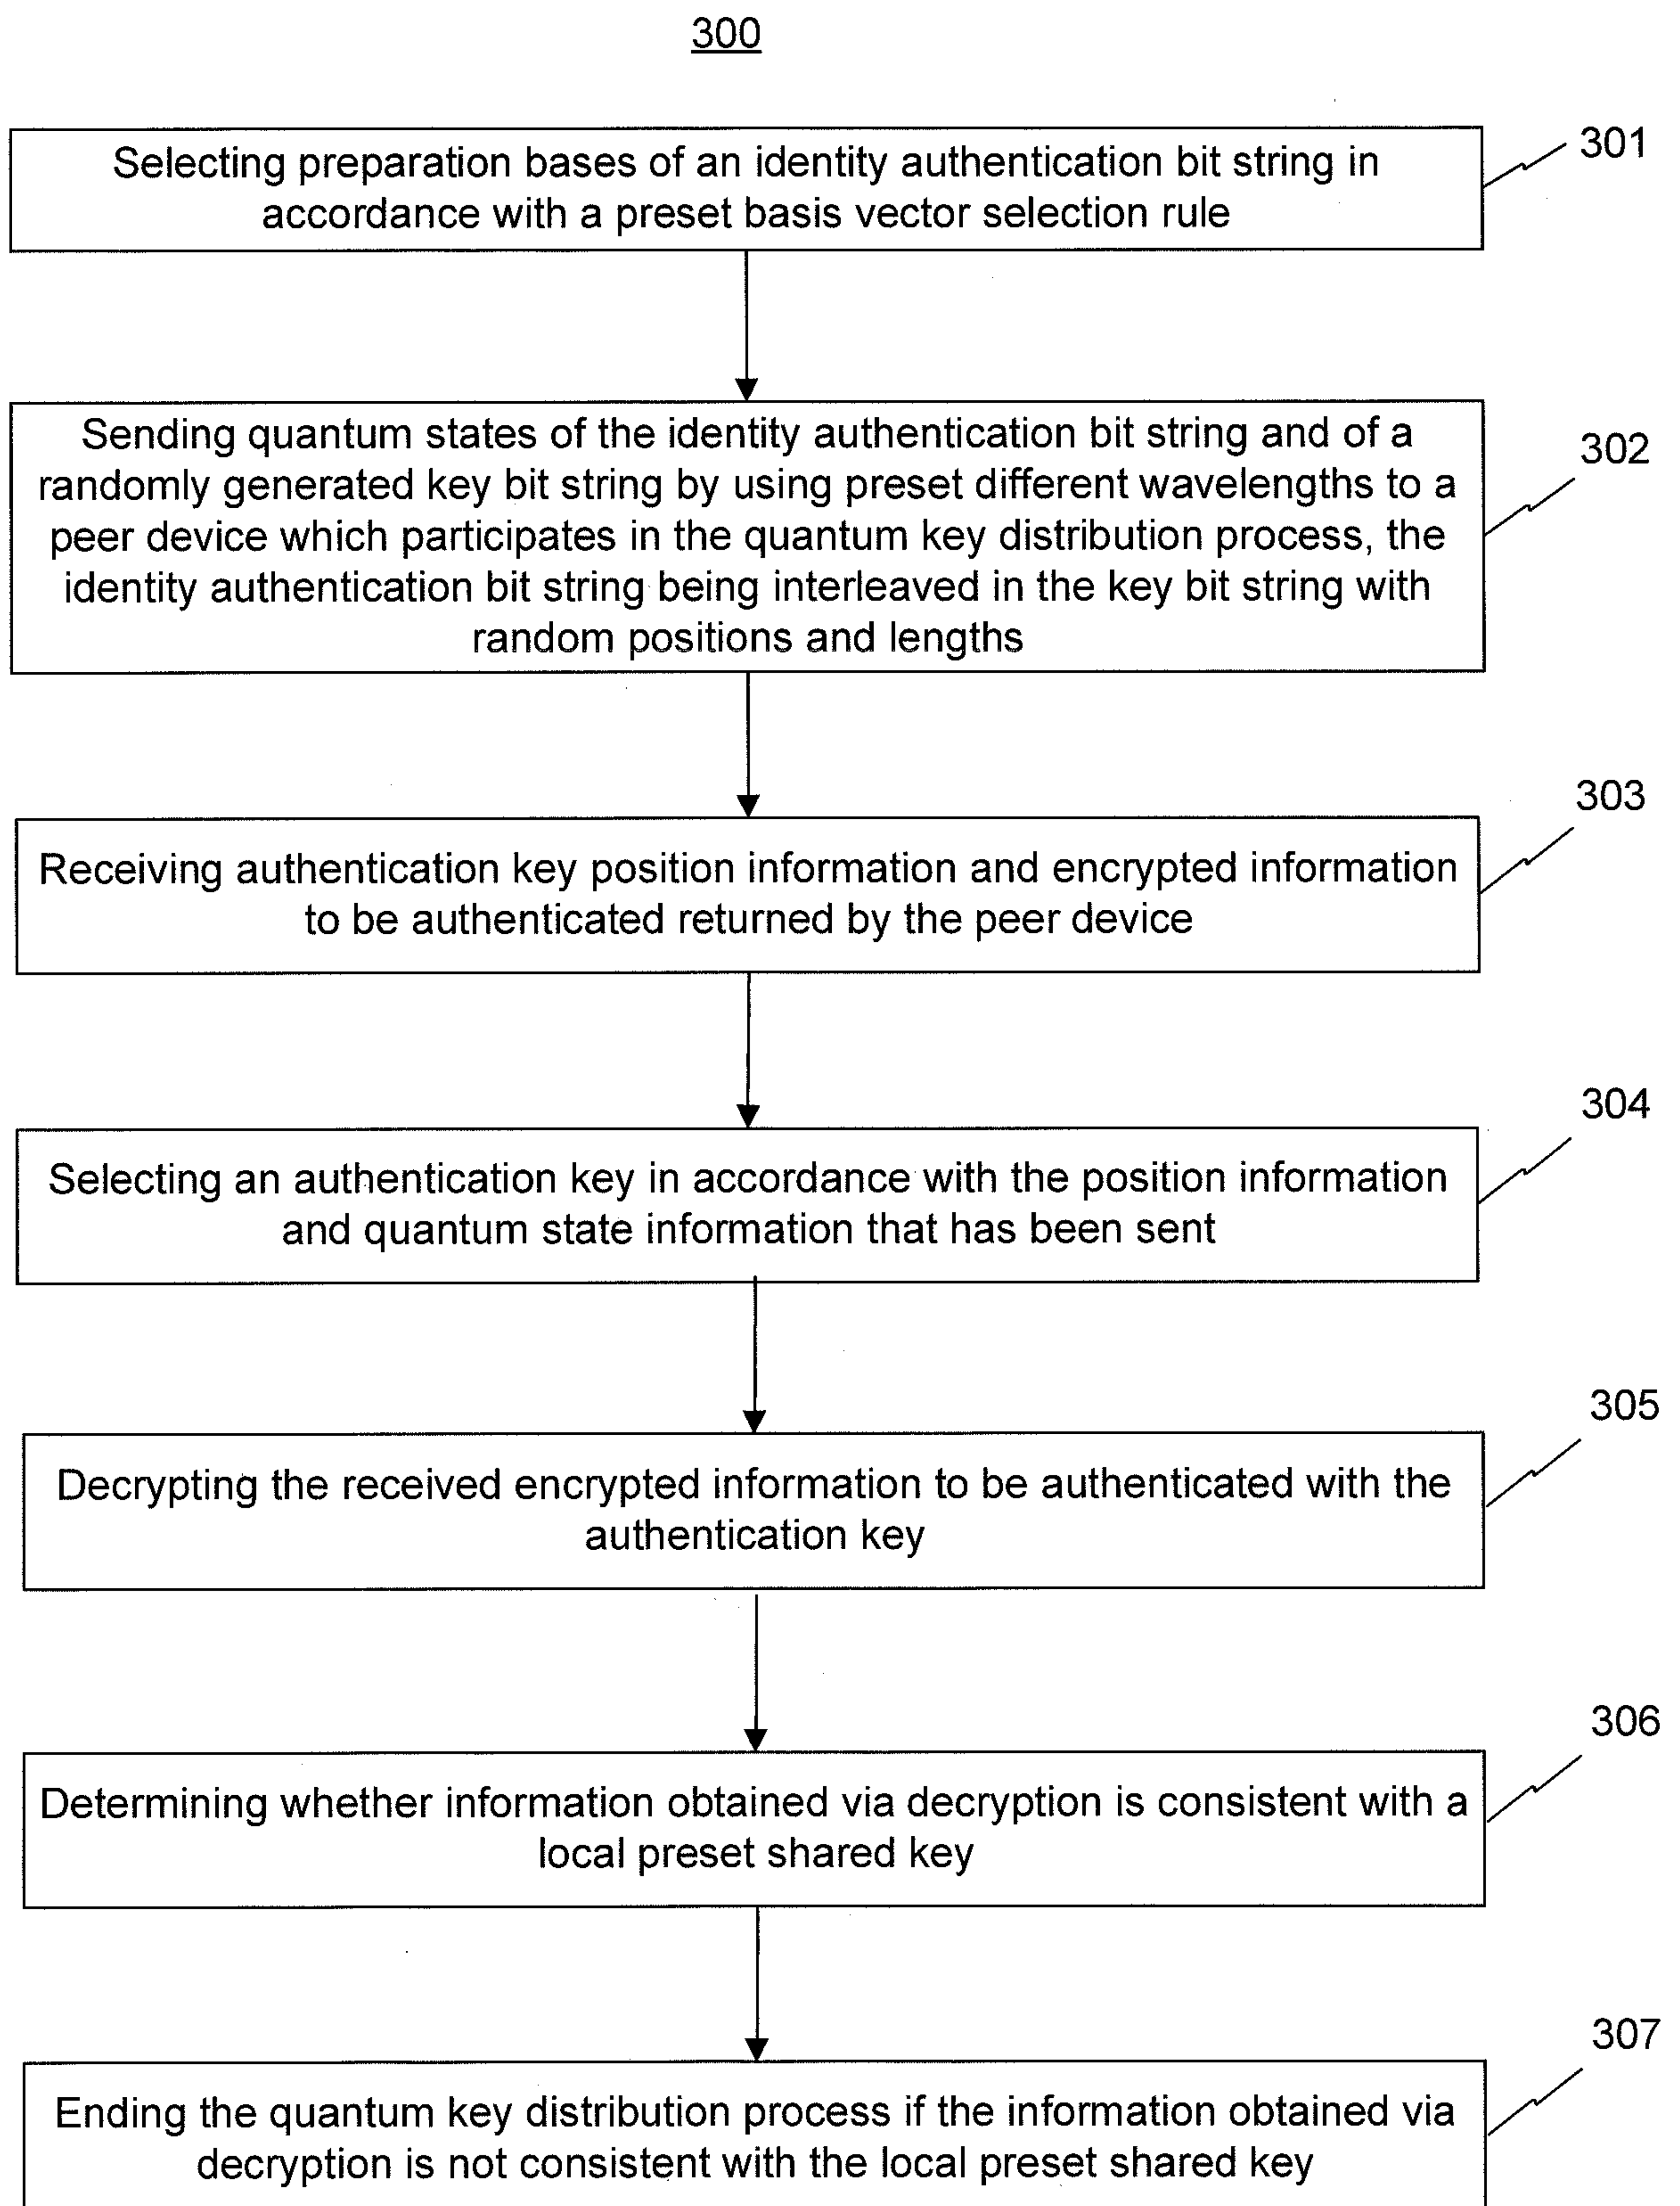 300
Selecting preparation bases of an identity authentication bit string in
accordance with a preset basis vector selection rule
301
Sending quantum states of the identity authentication bit string and of a
randomly generated key bit string by using preset different wavelengths to a
peer device which participates in the quantum key distribution process, the
identity authentication bit string being interleaved in the key bit string with
random positions and lengths
302
Receiving authentication key position information and encrypted information
to be authenticated returned by the peer device
303
Selecting an authentication key in accordance with the position information
and quantum state information that has been sent
304
Decrypting the received encrypted information to be authenticated with the
authentication key
305
Determining whether information obtained via decryption is consistent with a
local preset shared key
306
Ending the quantum key distribution process if the information obtained via
decryption is not consistent with the local preset shared key
307